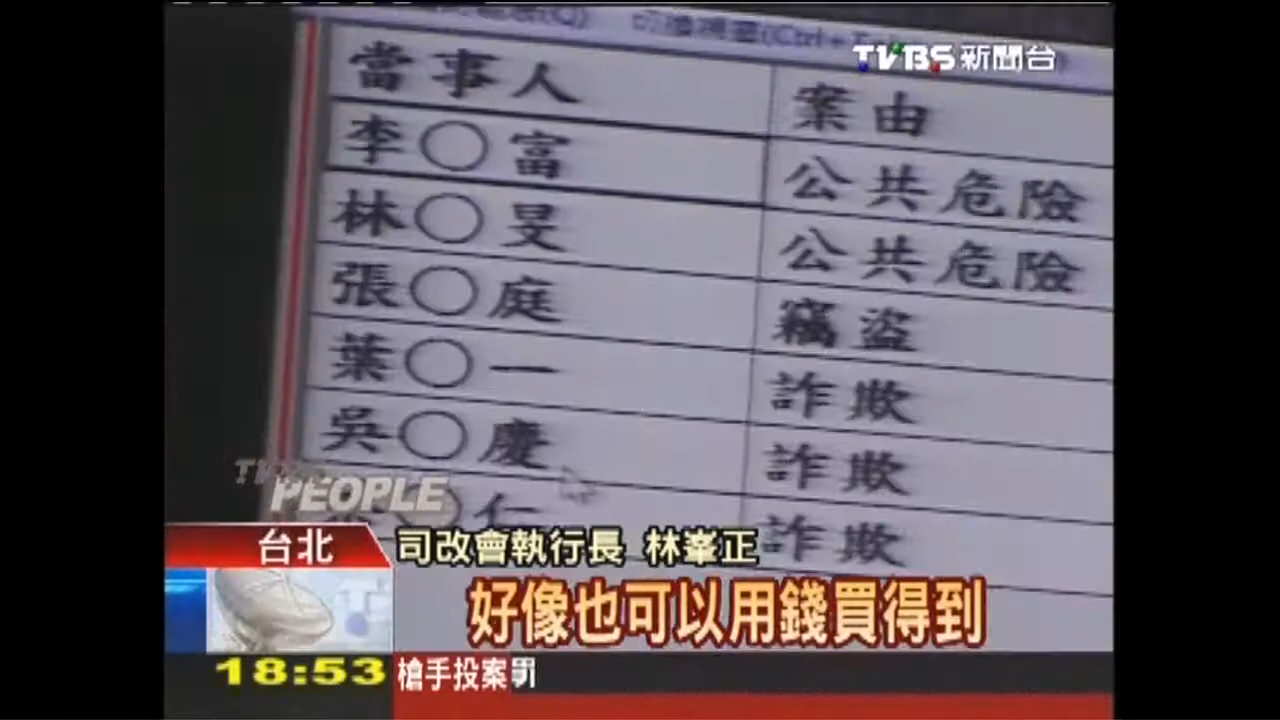 TVBS新聞台
當事人 案由
李○富 公共危險
林○旻 公共危險
張○庭 竊盜
葉○一 詐欺
吳○慶 詐欺
○仁 詐欺
PEOPLE
台北
司改會執行長 林峯正
好像也可以用錢買得到
18:53
槍手投案